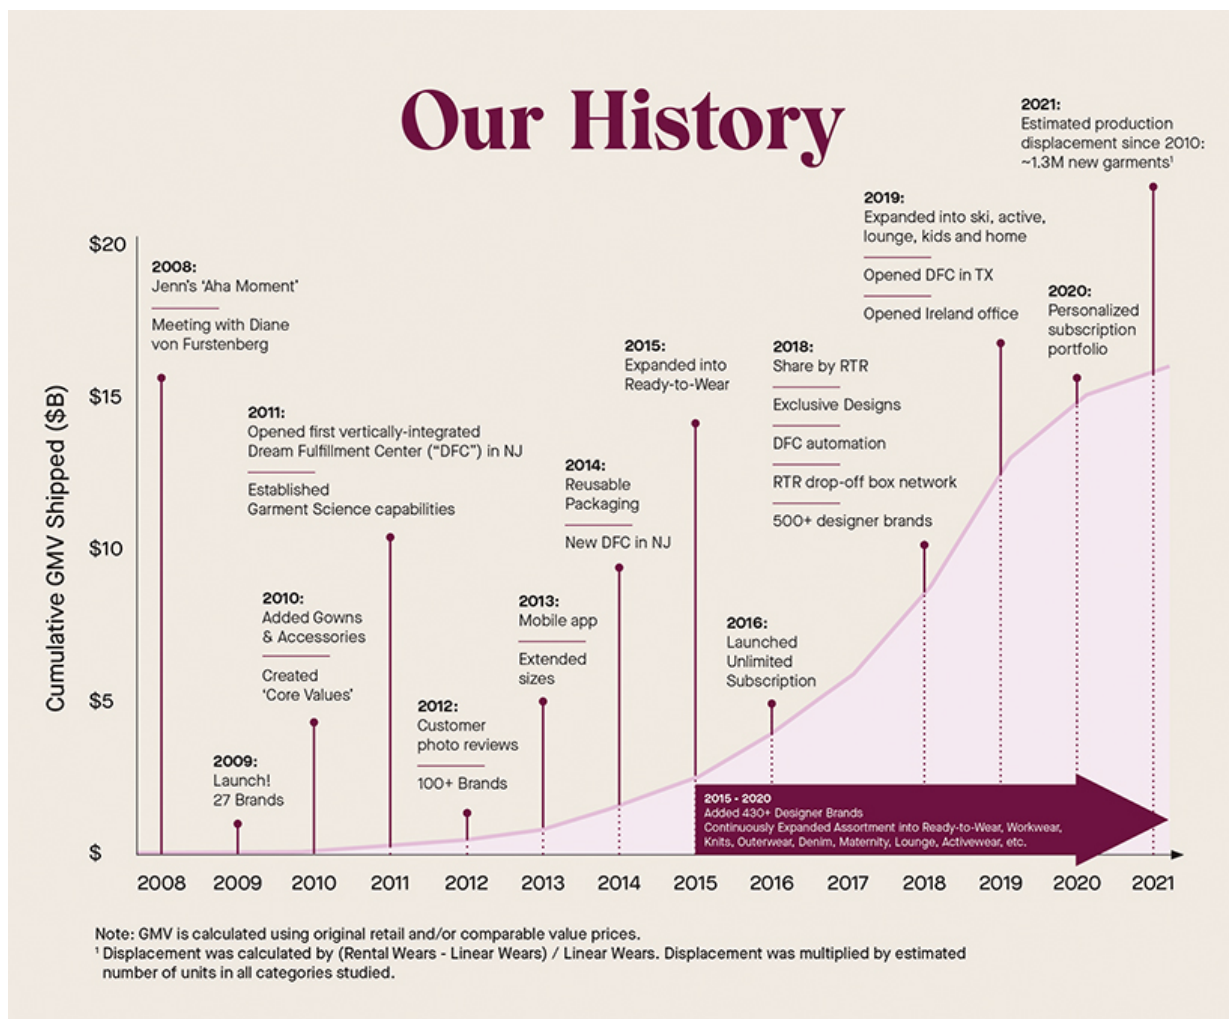 Our History
2008:
Jenn's 'Aha Moment'
Meeting with Diane
von Furstenberg
2009:
Launch!
27 Brands
2010:
Added Gowns
& Accessories
Created
'Core Values'
2011:
Opened first vertically-integrated
Dream Fulfillment Center ("DFC") in NJ
Established
Garment Science capabilities
2012:
Customer
photo reviews
100+ Brands
2013:
Mobile app
Extended
sizes
2014:
Reusable
Packaging
New DFC in NJ
2015:
Expanded into
Ready-to-Wear
2016:
Launched
Unlimited
Subscription
2018:
Share by RTR
Exclusive Designs
DFC automation
RTR drop-off box network
500+ designer brands
2019:
Expanded into ski, active,
lounge, kids and home
Opened DFC in TX
Opened Ireland office
2020:
Personalized
subscription
portfolio
2021:
Estimated production
displacement since 2010:
~1.3M new garments¹
Cumulative GMV Shipped ($B)
$20
$15
$10
$5
$
2015 - 2020
Added 430+ Designer Brands
Continuously Expanded Assortment into Ready-to-Wear, Workwear,
Knits, Outerwear, Denim, Maternity, Lounge, Activewear, etc.
2008 2009 2010 2011 2012 2013 2014 2015 2016 2017 2018 2019 2020 2021
Note: GMV is calculated using original retail and/or comparable value prices.
¹ Displacement was calculated by (Rental Wears - Linear Wears) / Linear Wears. Displacement was multiplied by estimated
number of units in all categories studied.